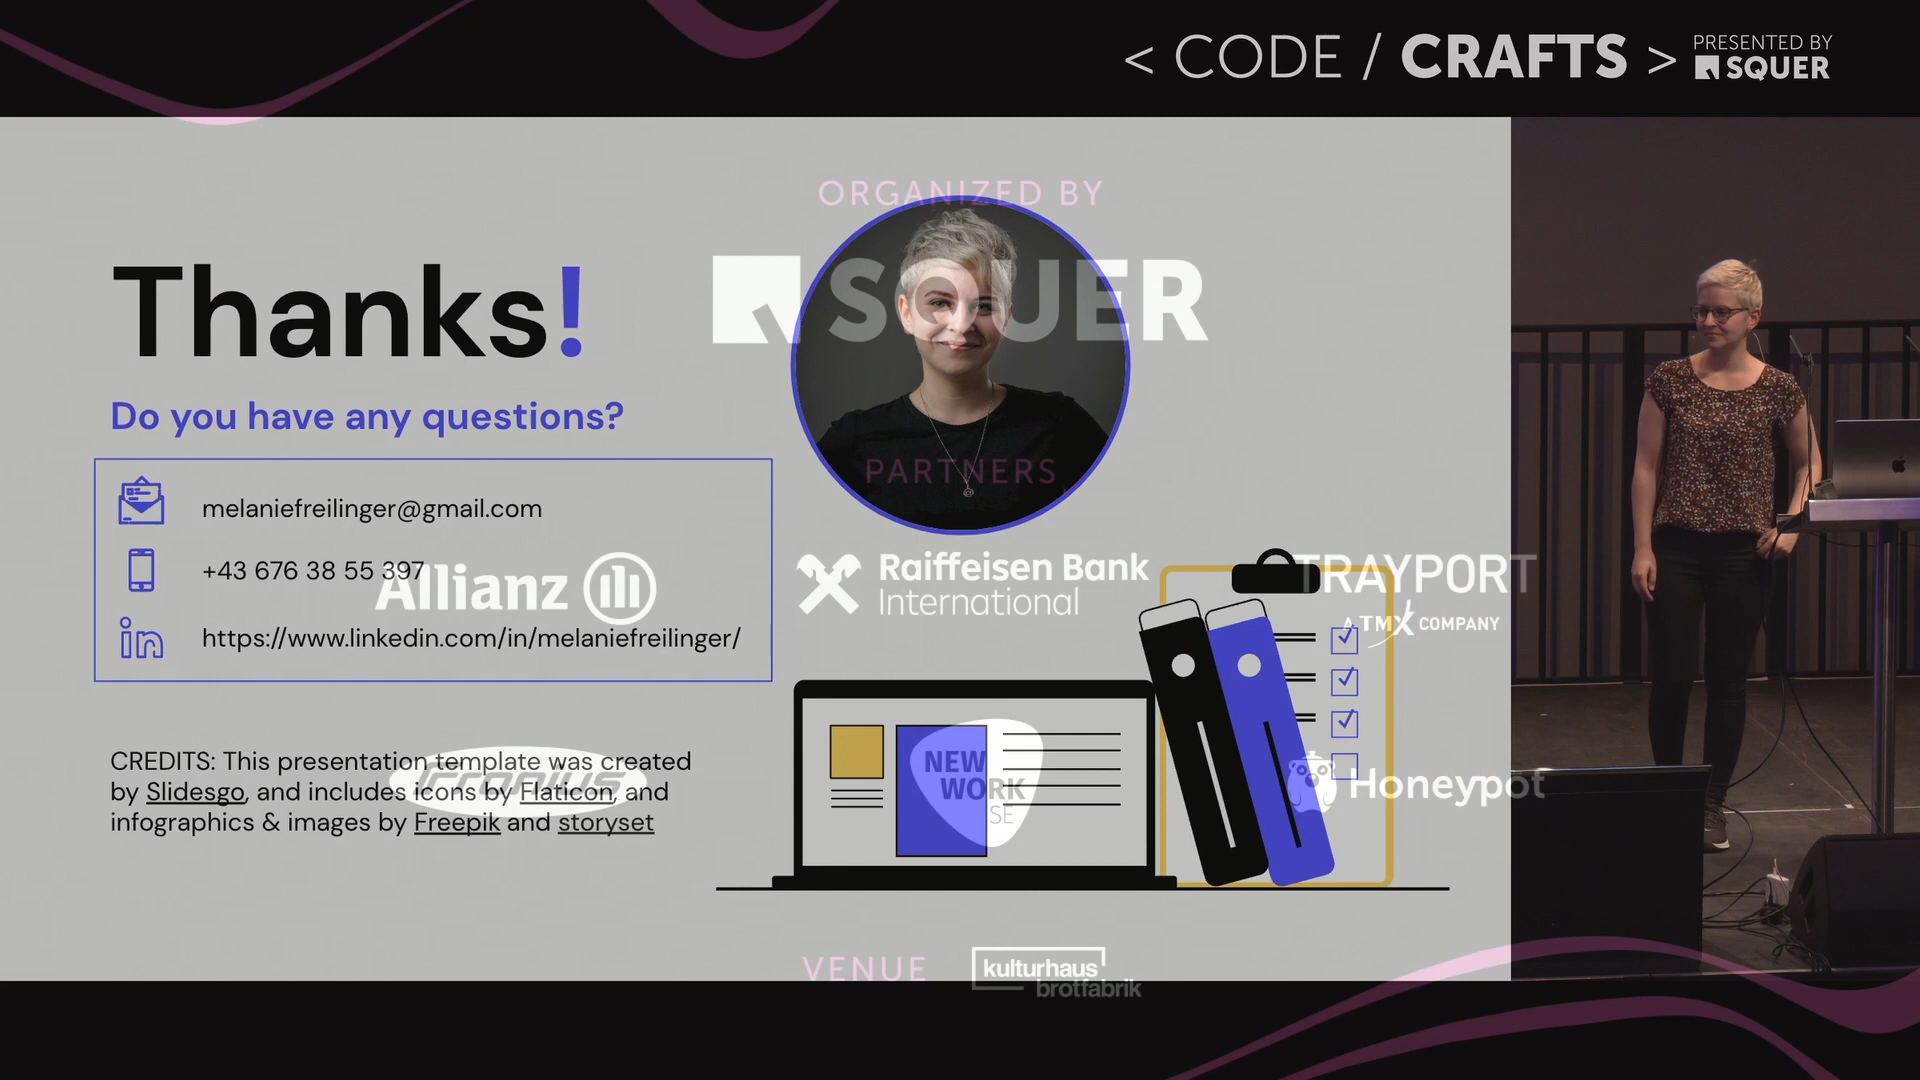 < CODE / CRAFTS >
PRESENTED BY
SQUER
ORGANIZED BY
SQUER
Thanks!
Do you have any questions?
PARTNERS
melaniefreilinger@gmail.com
+43 676 38 55 397
https://www.linkedin.com/in/melaniefreilinger/
Allianz
Raiffeisen Bank
International
TRAYPORT
A TMX COMPANY
CREDITS: This presentation template was created
by Slidesgo, and includes icons by Flaticon, and
infographics & images by Freepik and storyset
Fronius
NEW
WORK
SE
Honeypot
VENUE
kulturhaus
brotfabrik